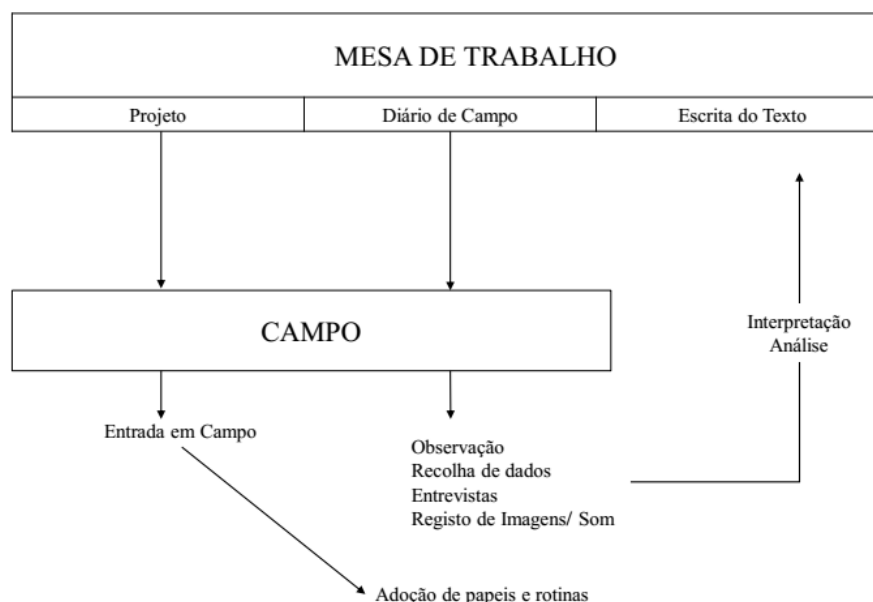 MESA DE TRABALHO
Projeto
Diário de Campo
Escrita do Texto
CAMPO
Interpretação
Análise
Entrada em Campo
Observação
Recolha de dados
Entrevistas
Registo de Imagens/ Som
Adoção de papeis e rotinas